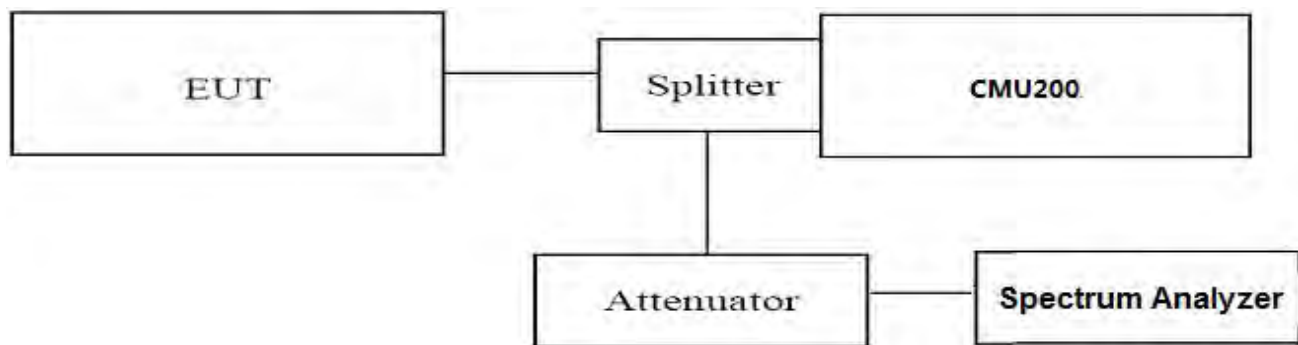 EUT
Splitter
CMU200
Attenuator
Spectrum Analyzer